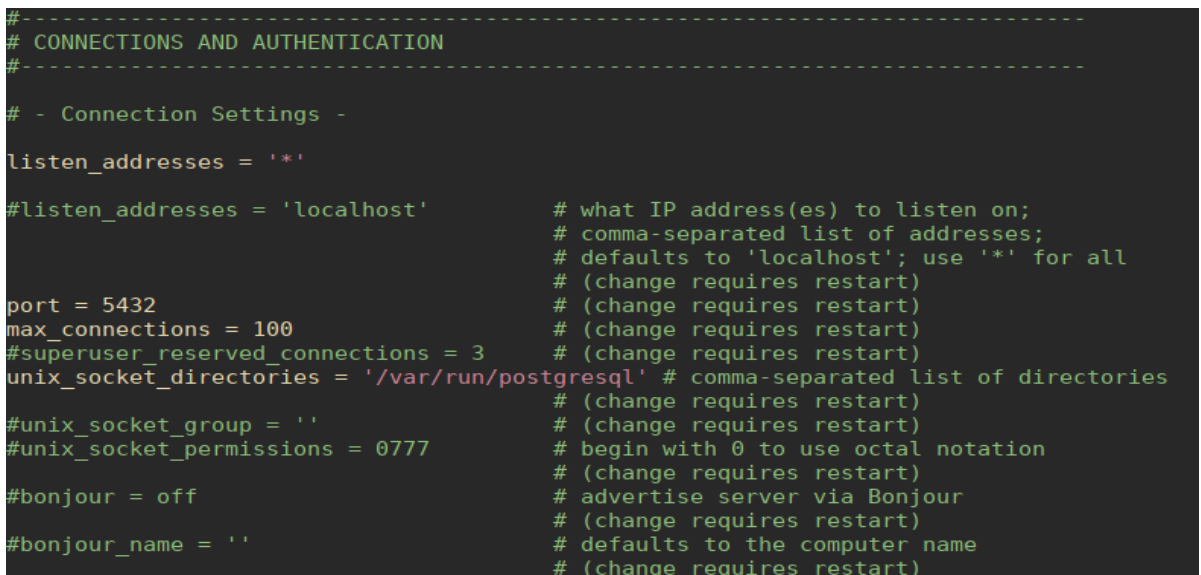 #------------------------------------------------------------------------------
# CONNECTIONS AND AUTHENTICATION
#------------------------------------------------------------------------------
# - Connection Settings -
listen_addresses = '*'
#listen_addresses = 'localhost'         # what IP address(es) to listen on;
                                        # comma-separated list of addresses;
                                        # defaults to 'localhost'; use '*' for all
                                        # (change requires restart)
port = 5432                             # (change requires restart)
max_connections = 100                   # (change requires restart)
#superuser_reserved_connections = 3     # (change requires restart)
unix_socket_directories = '/var/run/postgresql' # comma-separated list of directories
                                        # (change requires restart)
#unix_socket_group = ''                 # (change requires restart)
#unix_socket_permissions = 0777         # begin with 0 to use octal notation
                                        # (change requires restart)
#bonjour = off                          # advertise server via Bonjour
                                        # (change requires restart)
#bonjour_name = ''                      # defaults to the computer name
                                        # (change requires restart)